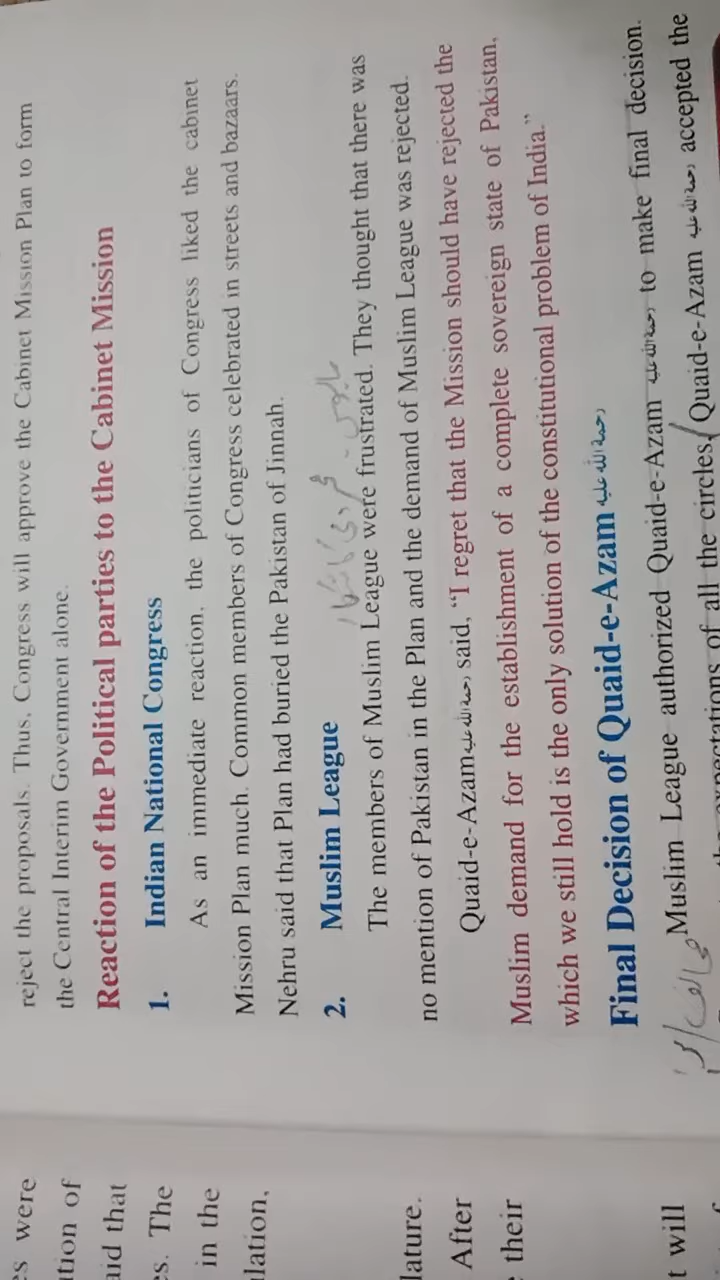 reject the proposals. Thus, Congress will approve the Cabinet Mission Plan to form
the Central Interim Government alone.
Reaction of the Political parties to the Cabinet Mission
1. Indian National Congress
As an immediate reaction, the politicians of Congress liked the cabinet
Mission Plan much. Common members of Congress celebrated in streets and bazaars.
Nehru said that Plan had buried the Pakistan of Jinnah.
مایوس
2. Muslim League
The members of Muslim League were frustrated. They thought that there was
no mention of Pakistan in the Plan and the demand of Muslim League was rejected.
Quaid-e-Azam رحمۃ اللہ علیہ said, “I regret that the Mission should have rejected the
Muslim demand for the establishment of a complete sovereign state of Pakistan,
which we still hold is the only solution of the constitutional problem of India.”
Final Decision of Quaid-e-Azam رحمۃ اللہ علیہ
Muslim League authorized Quaid-e-Azam رحمۃ اللہ علیہ to make final decision.
expectations of all the circles, Quaid-e-Azam رحمۃ اللہ علیہ accepted the
es were
tion of
aid that
es. The
in the
lation,
lature.
After
their
t will